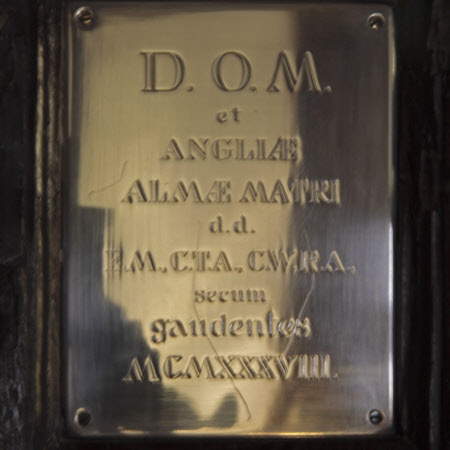 D. O. M.
et
ANGLIÆ
ALMÆ MATRI
d.d.
E.M., C.T.A., C.W.R.A.
secum
gaudentes
MCMXXXVIII.